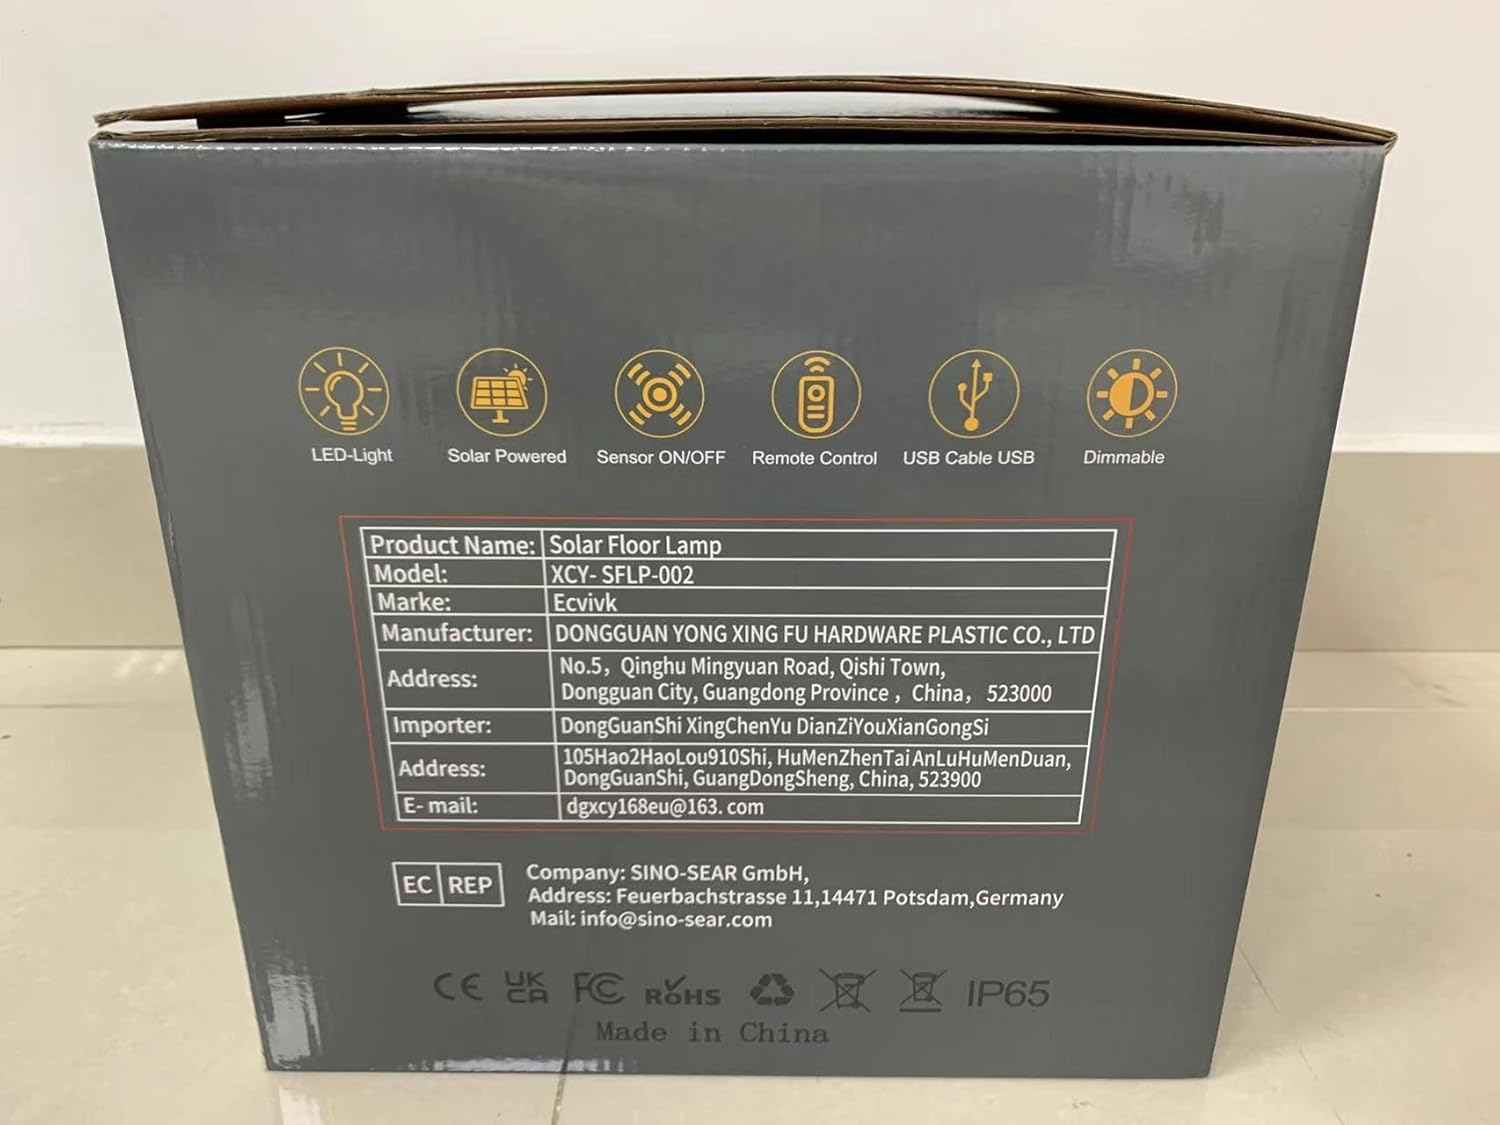 LED-Light Solar Powered Sensor ON/OFF Remote Control USB Cable USB Dimmable
Product Name: Solar Floor Lamp
Model: XCY- SFLP-002
Marke: Ecvivk
Manufacturer: DONGGUAN YONG XING FU HARDWARE PLASTIC CO., LTD
Address: No.5, Qinghu Mingyuan Road, Qishi Town,
Dongguan City, Guangdong Province , China, 523000
Importer: DongGuanShi XingChenYu DianZiYouXianGongSi
Address: 105Hao2HaoLou910Shi, HuMenZhenTaiAnLuHuMenDuan,
DongGuanShi, GuangDongSheng, China, 523900
E- mail: dgxcy168eu@163. com
EC REP
Company: SINO-SEAR GmbH,
Address: Feuerbachstrasse 11,14471 Potsdam,Germany
Mail: info@sino-sear.com
CE UK CA FC RoHS IP65
Made in China